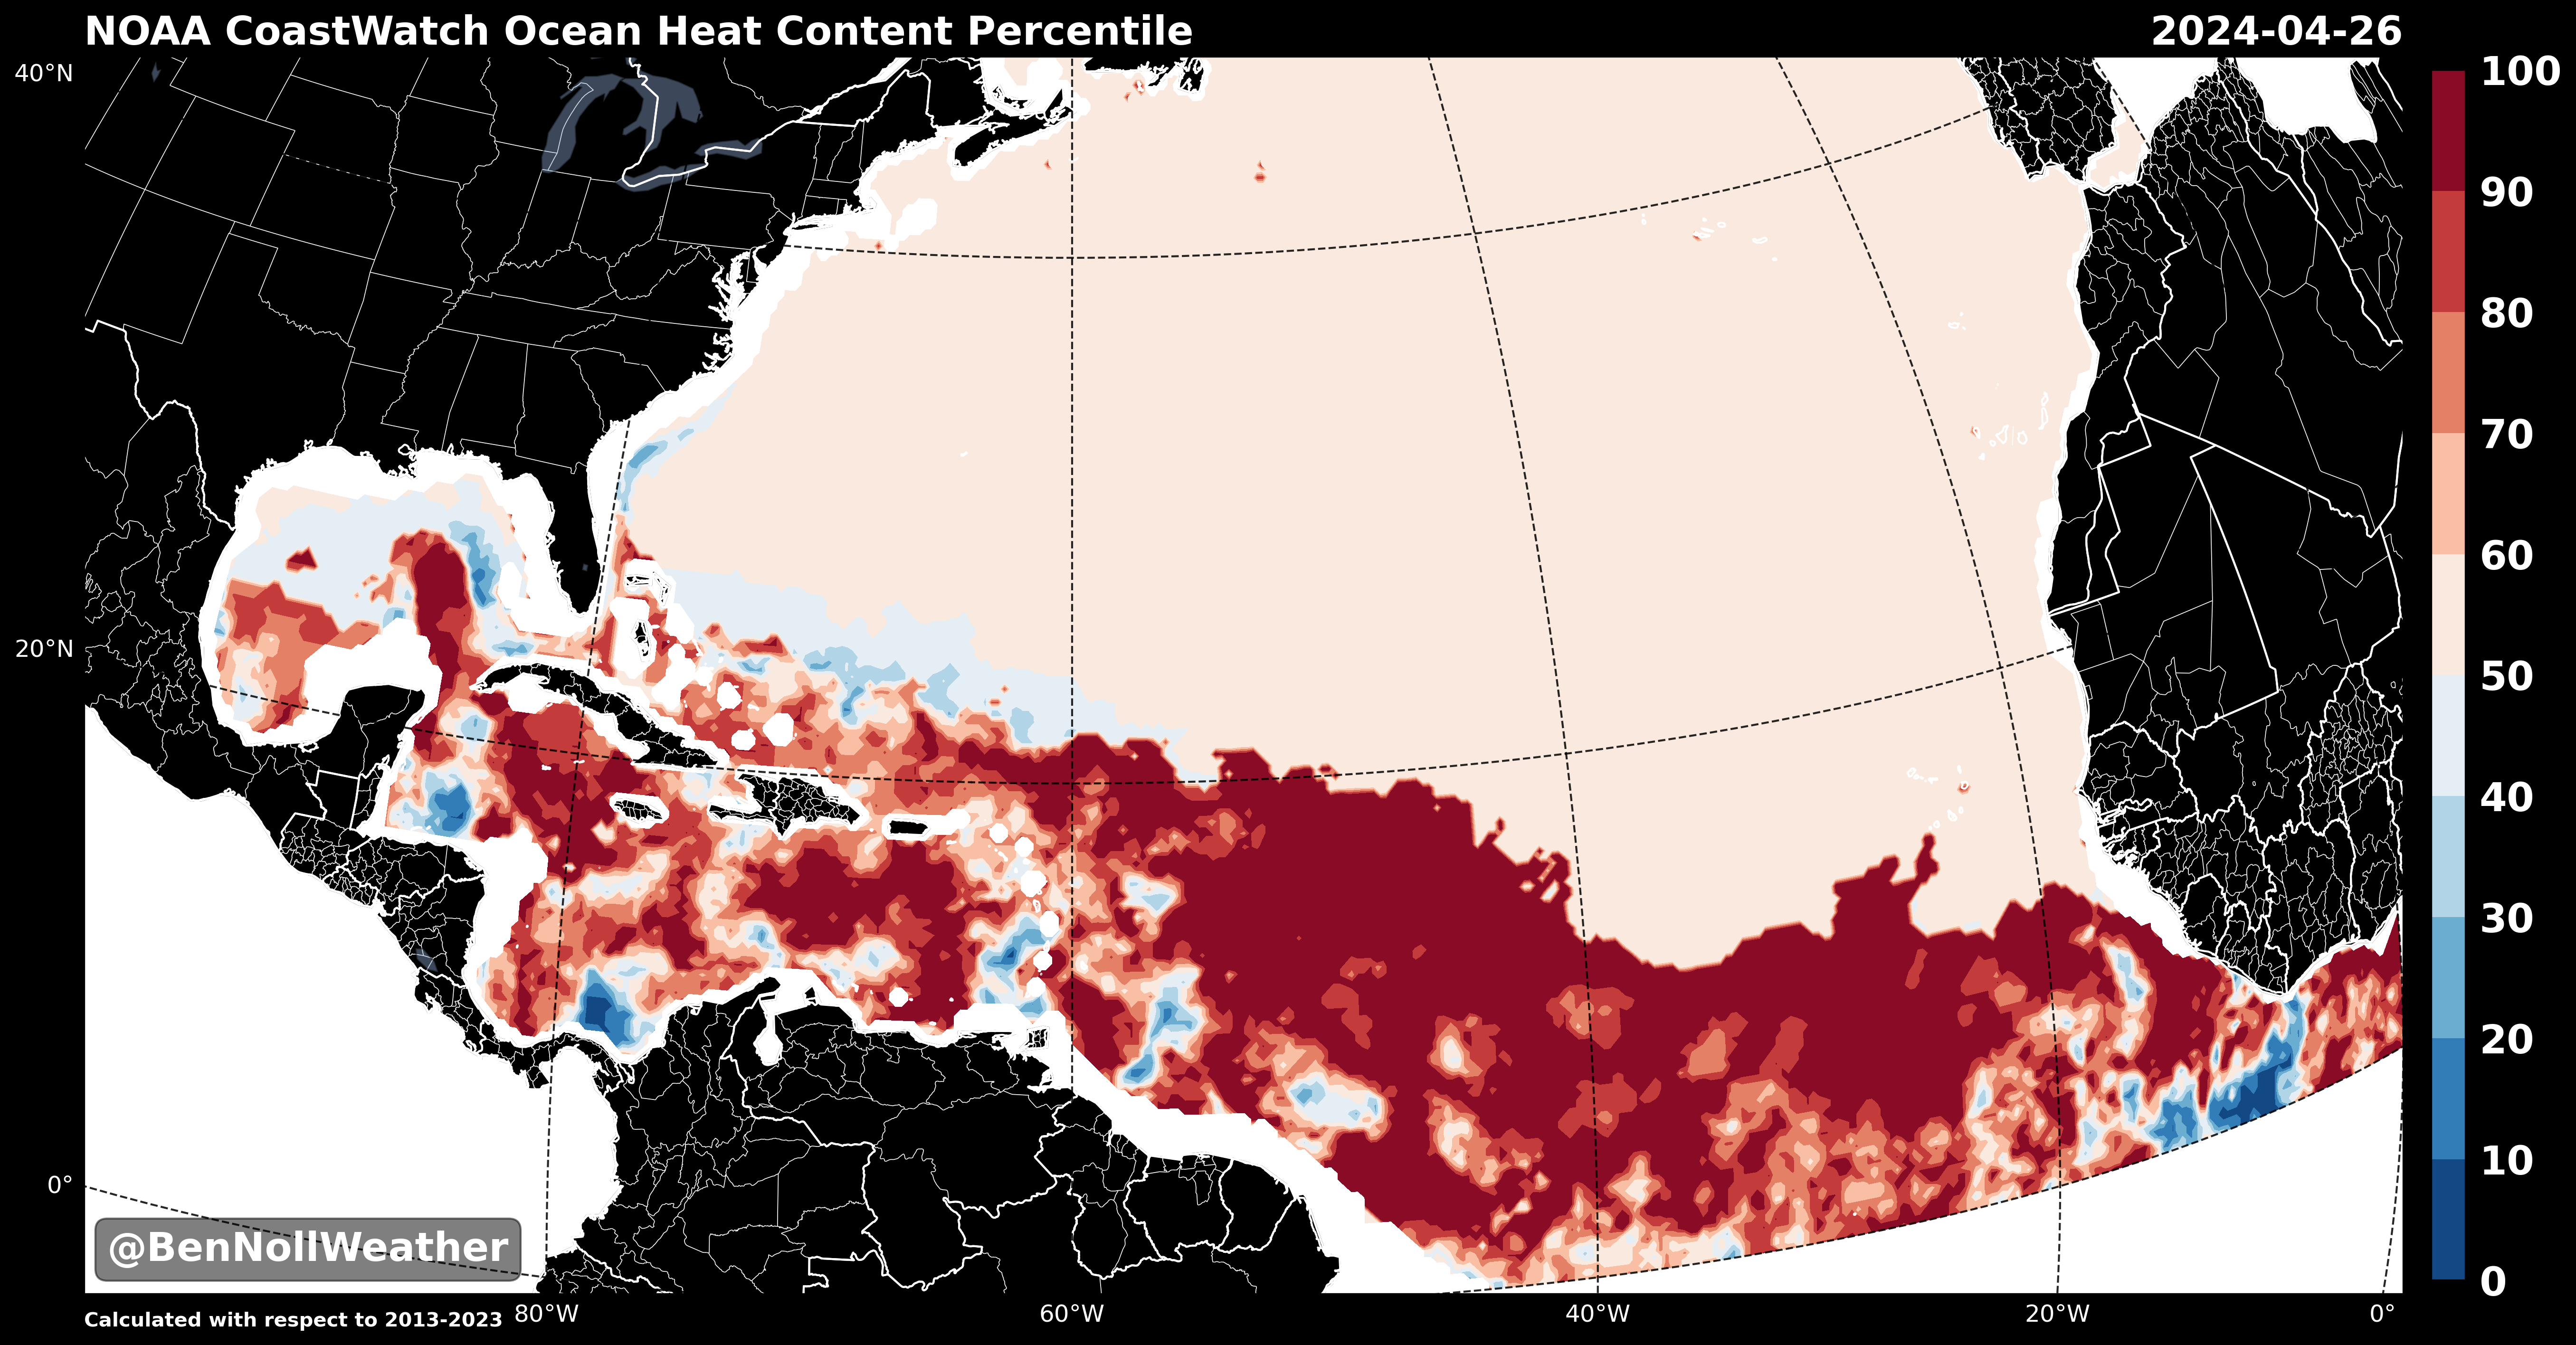 NOAA CoastWatch Ocean Heat Content Percentile 2024-04-26
40°N
20°N
0°
100
90
80
70
60
50
40
30
20
10
0
@BenNollWeather
Calculated with respect to 2013-2023
80°W 60°W 40°W 20°W 0°